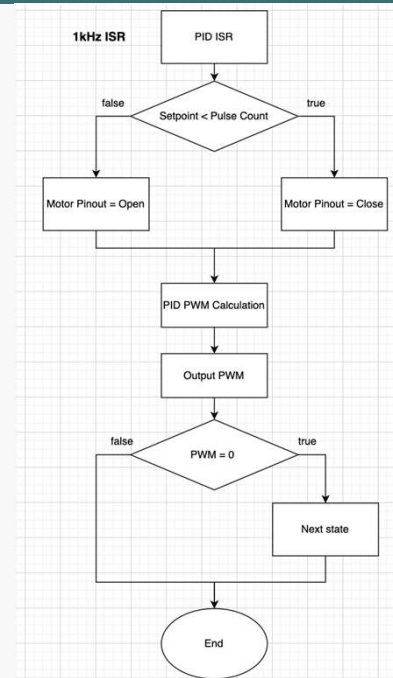 1kHz ISR
PID ISR
false
true
Setpoint < Pulse Count
Motor Pinout = Open
Motor Pinout = Close
PID PWM Calculation
Output PWM
false
true
PWM = 0
Next state
End